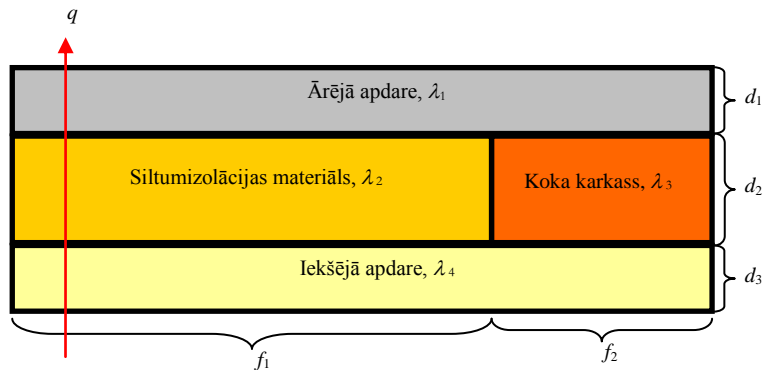 q
Ārējā apdare, λ₁
d₁
Siltumizolācijas materiāls, λ₂
Koka karkass, λ₃
d₂
Iekšējā apdare, λ₄
d₃
f₁
f₂